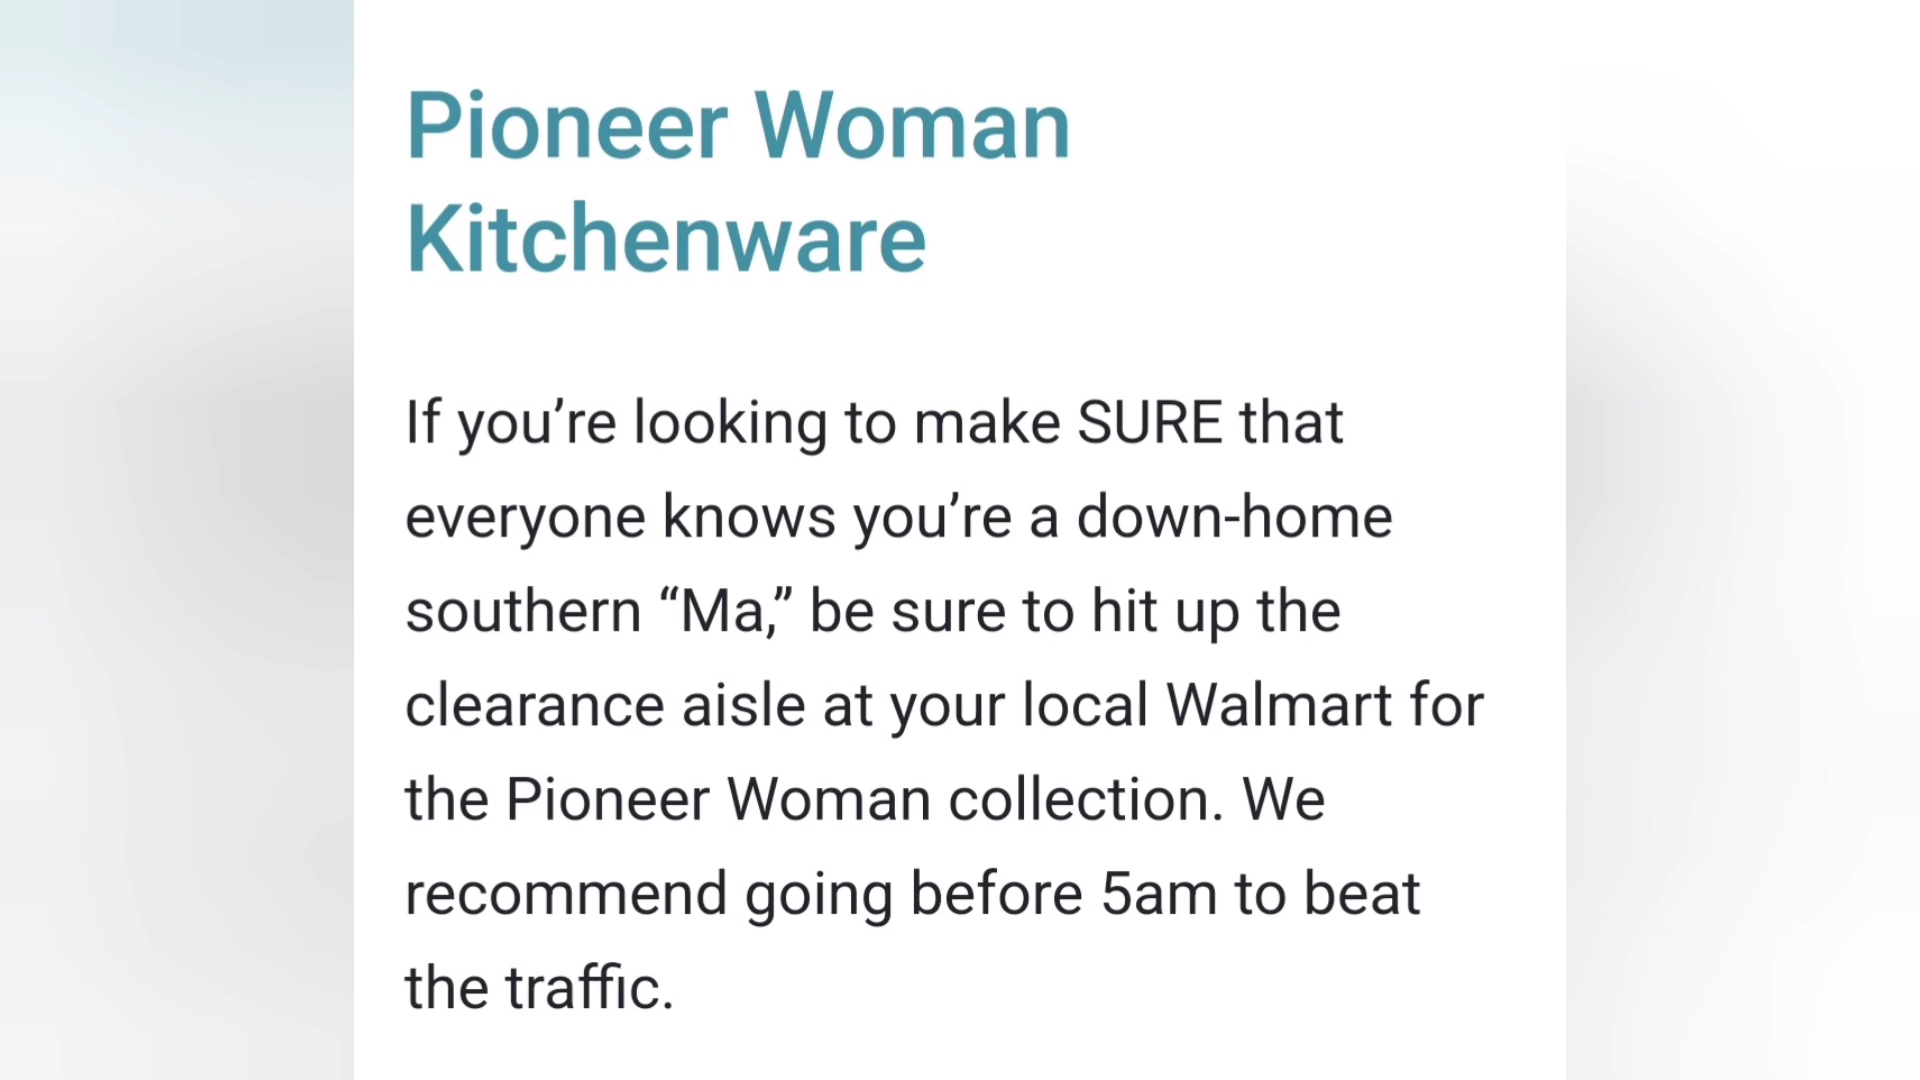 Pioneer Woman
Kitchenware
If you’re looking to make SURE that
everyone knows you’re a down-home
southern “Ma,” be sure to hit up the
clearance aisle at your local Walmart for
the Pioneer Woman collection. We
recommend going before 5am to beat
the traffic.